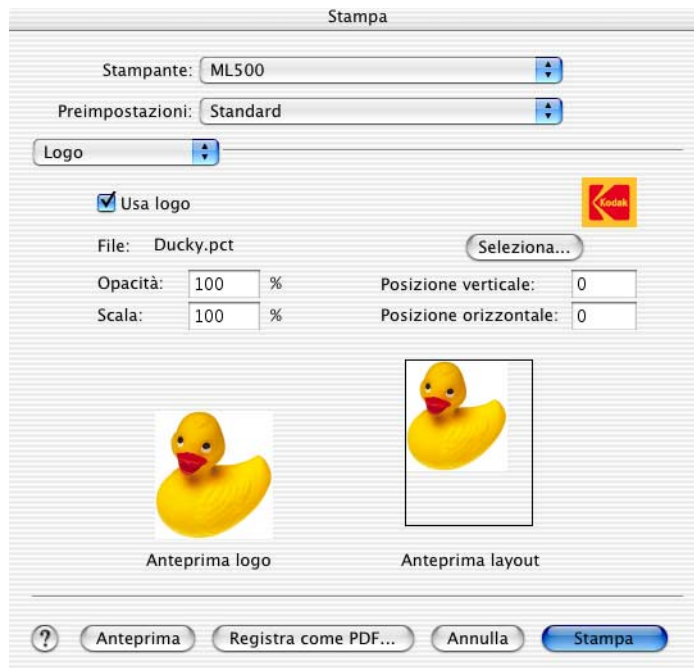 Stampa
Stampante: ML500
Preimpostazioni: Standard
Logo
Usa logo
Kodak
File: Ducky.pct
Seleziona...
Opacità: 100 %
Posizione verticale: 0
Scala: 100 %
Posizione orizzontale: 0
Anteprima logo
Anteprima layout
? Anteprima Registra come PDF... Annulla Stampa